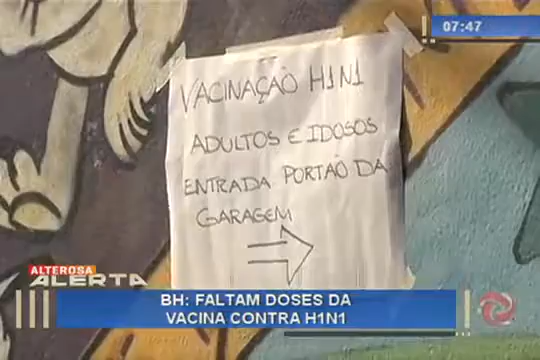 07:47
VACINAÇÃO H1N1
ADULTOS E IDOSOS
ENTRADA PORTÃO DA
GARAGEM
ALTEROSA
ALERTA
BH: FALTAM DOSES DA
VACINA CONTRA H1N1